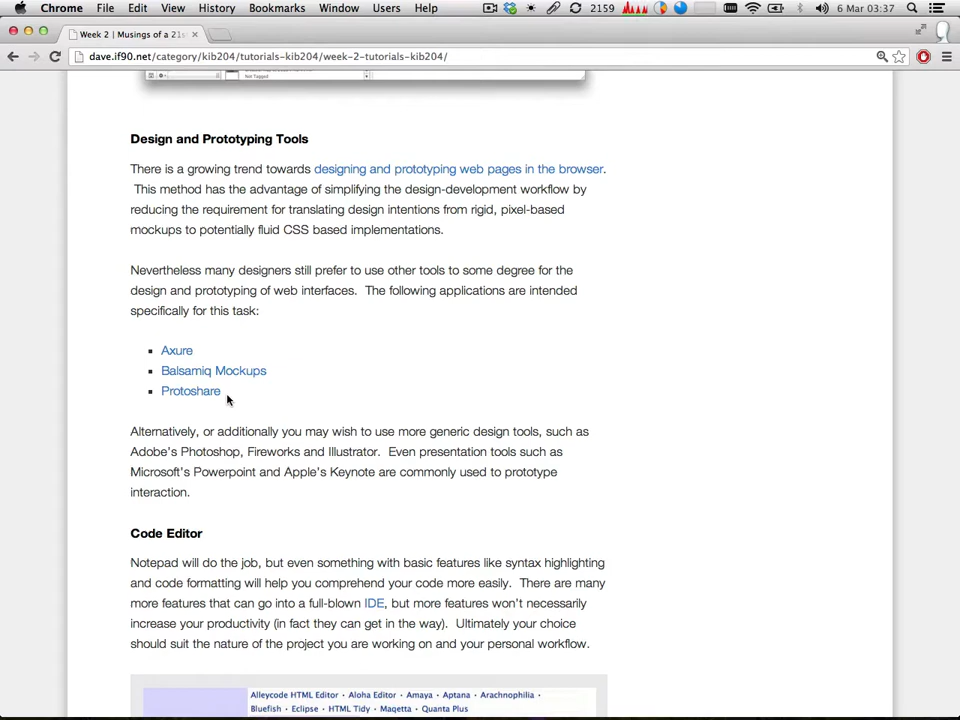 Chrome File Edit View History Bookmarks Window Users Help 2159 6 Mar 03:37
Week 2 | Musings of a 21s
dave.if90.net/category/kib204/tutorials-kib204/week-2-tutorials-kib204/
Not Tagged
Design and Prototyping Tools
There is a growing trend towards designing and prototyping web pages in the browser.
This method has the advantage of simplifying the design-development workflow by
reducing the requirement for translating design intentions from rigid, pixel-based
mockups to potentially fluid CSS based implementations.
Nevertheless many designers still prefer to use other tools to some degree for the
design and prototyping of web interfaces. The following applications are intended
specifically for this task:
Axure
Balsamiq Mockups
Protoshare
Alternatively, or additionally you may wish to use more generic design tools, such as
Adobe's Photoshop, Fireworks and Illustrator. Even presentation tools such as
Microsoft's Powerpoint and Apple's Keynote are commonly used to prototype
interaction.
Code Editor
Notepad will do the job, but even something with basic features like syntax highlighting
and code formatting will help you comprehend your code more easily. There are many
more features that can go into a full-blown IDE, but more features won't necessarily
increase your productivity (in fact they can get in the way). Ultimately your choice
should suit the nature of the project you are working on and your personal workflow.
Alleycode HTML Editor · Aloha Editor · Amaya · Aptana · Arachnophilia ·
Bluefish · Eclipse · HTML Tidy · Maqetta · Quanta Plus